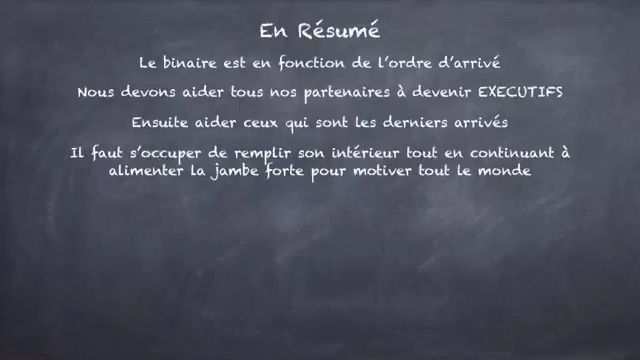 En Résumé
Le binaire est en fonction de l'ordre d'arrivé
Nous devons aider tous nos partenaires à devenir EXECUTIFS
Ensuite aider ceux qui sont les derniers arrivés
Il faut s'occuper de remplir son intérieur tout en continuant à
alimenter la jambe forte pour motiver tout le monde